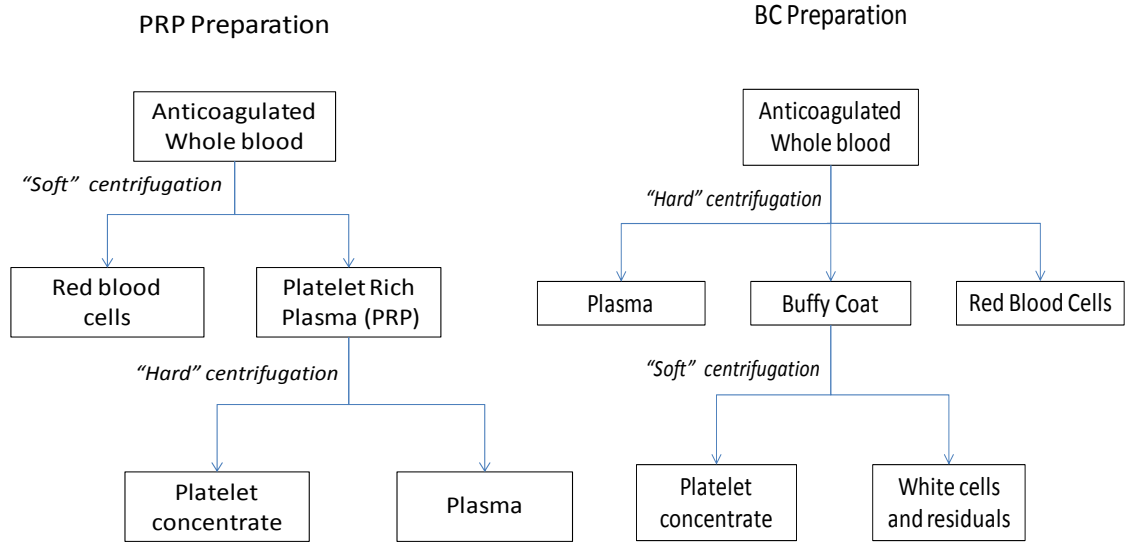 PRP Preparation
Anticoagulated
Whole blood
“Soft” centrifugation
Red blood
cells
Platelet Rich
Plasma (PRP)
“Hard” centrifugation
Platelet
concentrate
Plasma
BC Preparation
Anticoagulated
Whole blood
“Hard” centrifugation
Plasma
Buffy Coat
Red Blood Cells
“Soft” centrifugation
Platelet
concentrate
White cells
and residuals